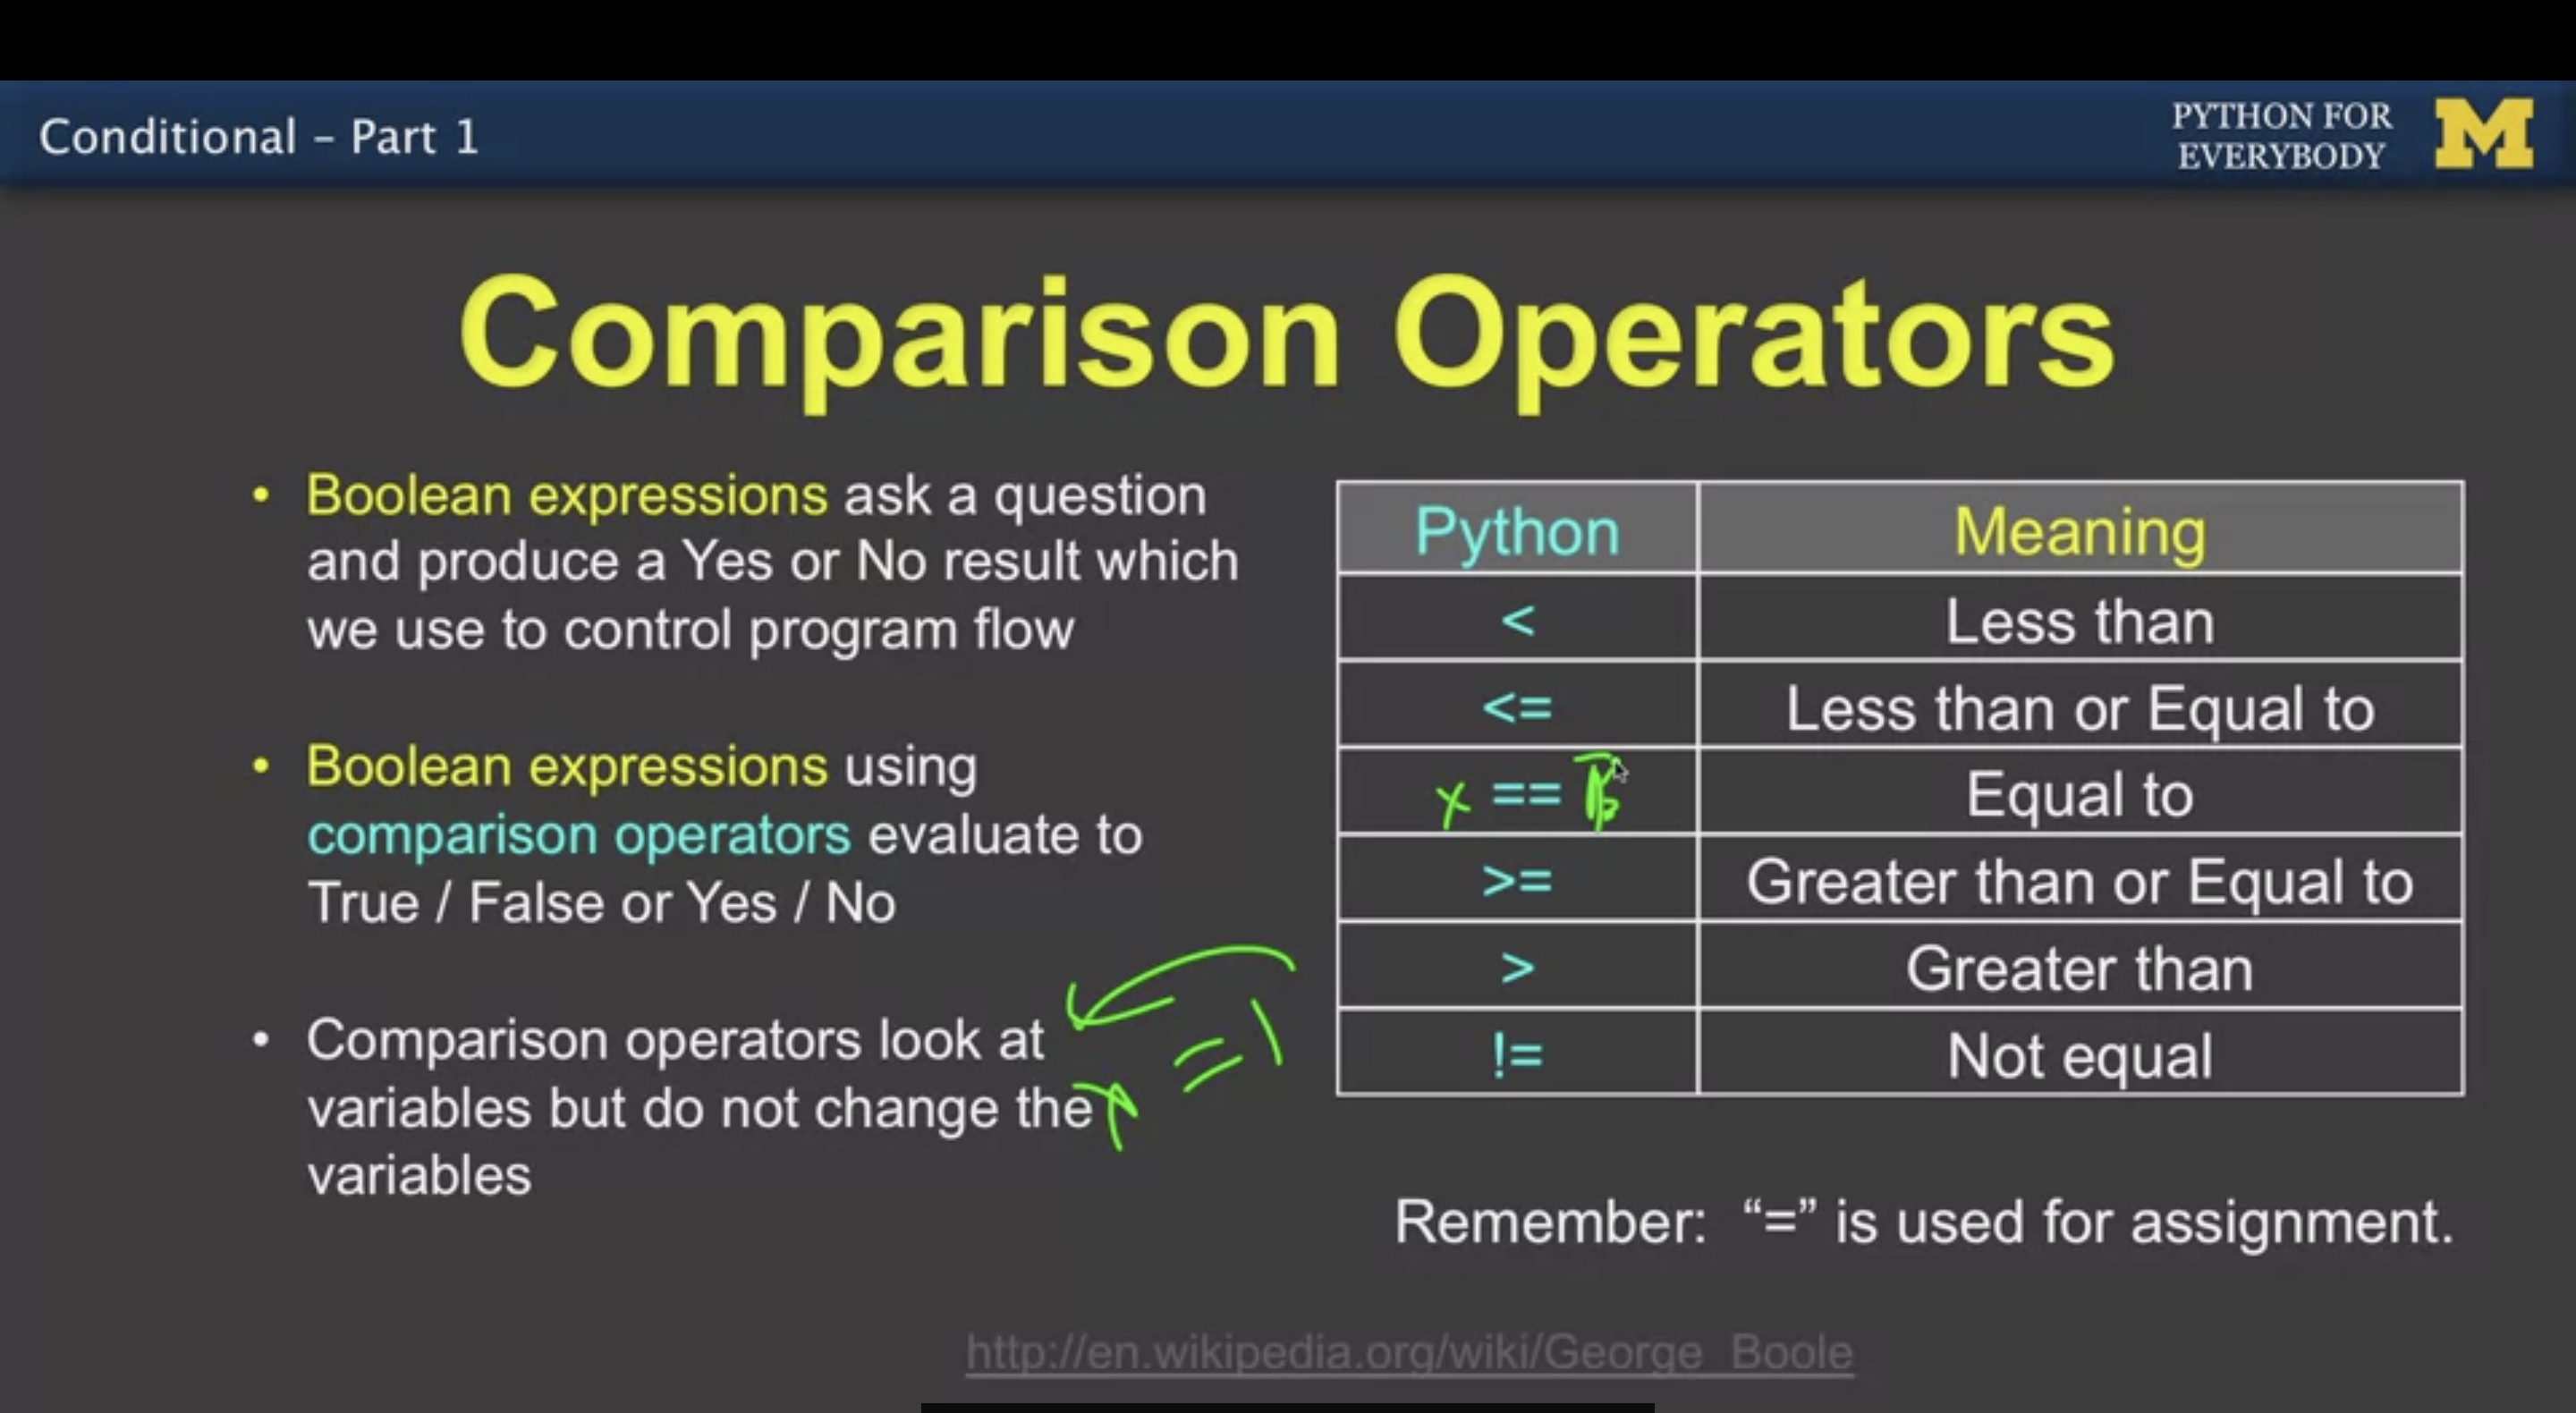 Conditional – Part 1
PYTHON FOR
EVERYBODY
M
Comparison Operators
• Boolean expressions ask a question
and produce a Yes or No result which
we use to control program flow
• Boolean expressions using
comparison operators evaluate to
True / False or Yes / No
• Comparison operators look at
variables but do not change the
variables
= 1
Python Meaning
< Less than
<= Less than or Equal to
x == Equal to
>= Greater than or Equal to
> Greater than
!= Not equal
Remember: “=” is used for assignment.
http://en.wikipedia.org/wiki/George_Boole